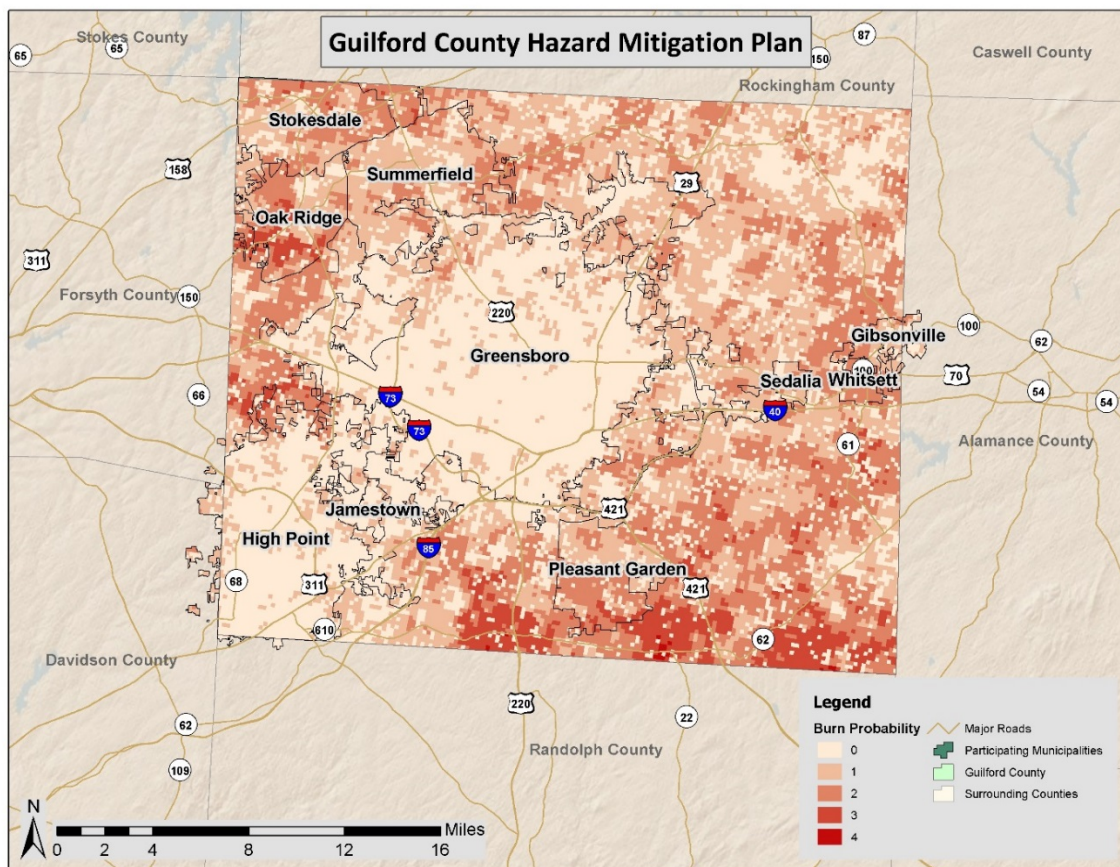 Guilford County Hazard Mitigation Plan
Stokes County
65
65
87
150
Caswell County
Rockingham County
Stokesdale
158
Summerfield
29
Oak Ridge
311
Forsyth County
150
220
Gibsonville
100
62
Greensboro
100
Sedalia
Whitsett
70
66
73
40
54
54
73
61
Alamance County
Jamestown
421
High Point
85
Pleasant Garden
68
311
421
610
62
Davidson County
220
22
62
Randolph County
109
N
Miles
0 2 4 8 12 16
Legend
Burn Probability
0
1
2
3
4
Major Roads
Participating Municipalities
Guilford County
Surrounding Counties